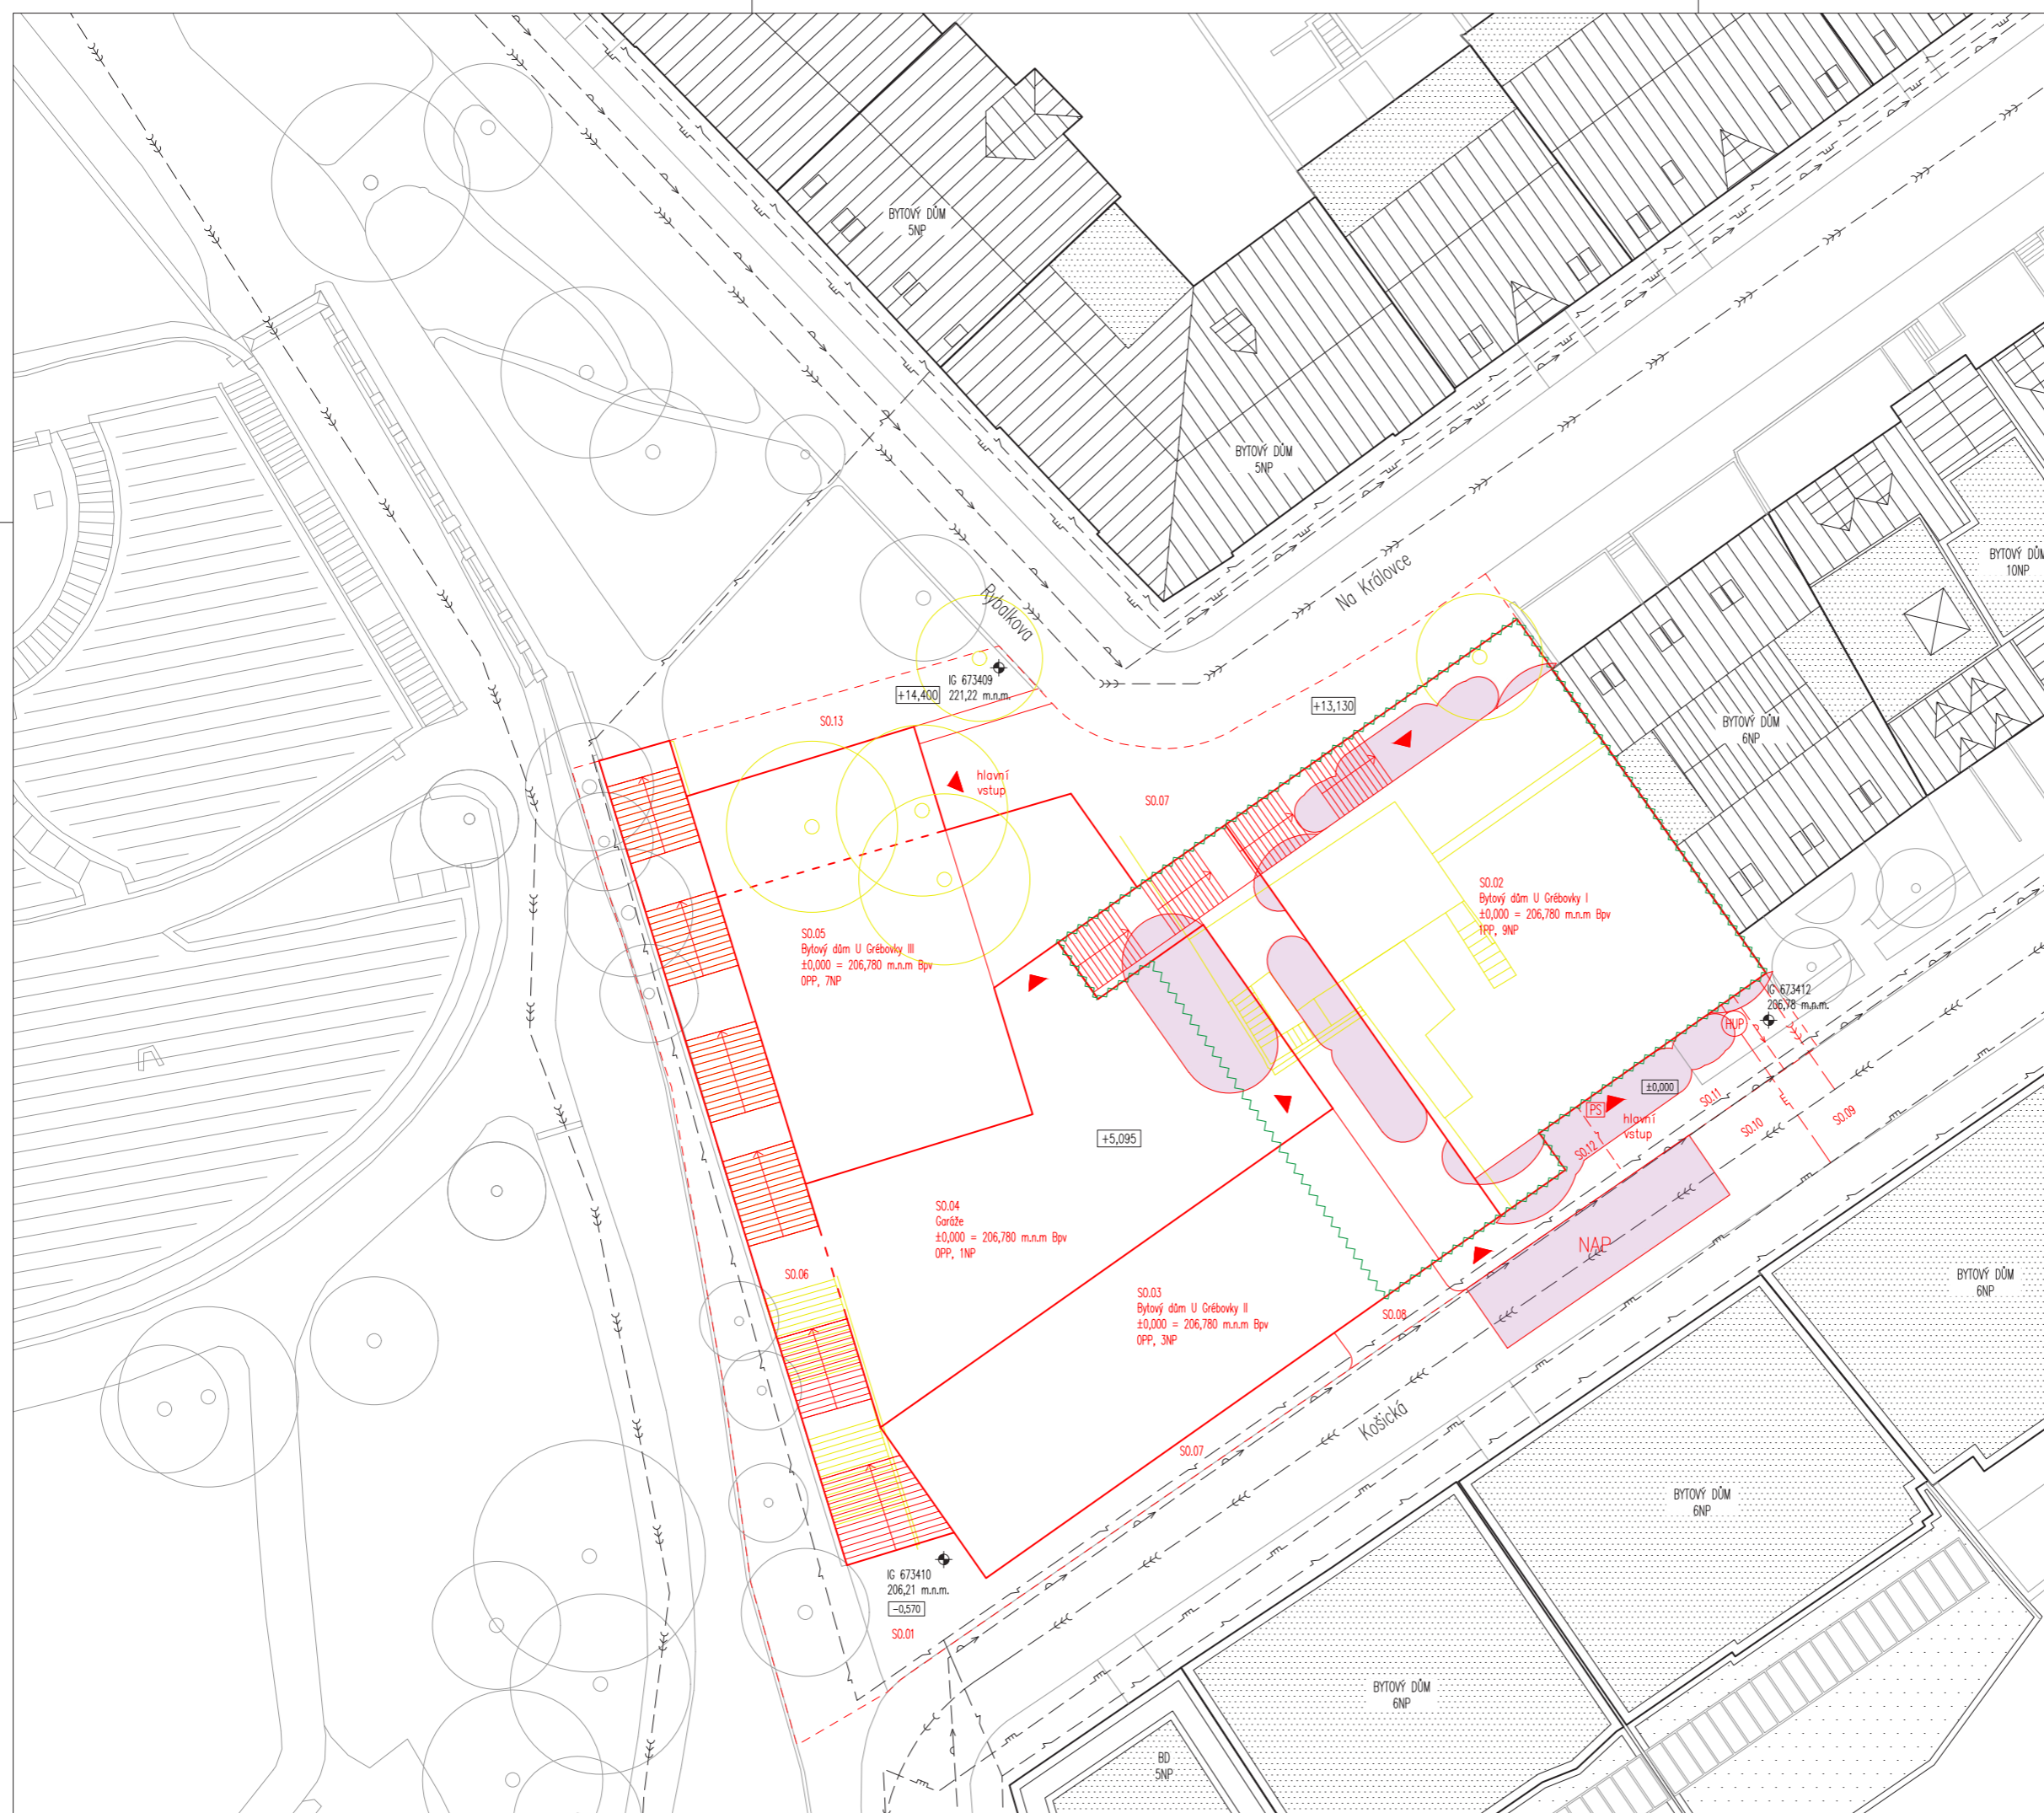 BYTOVÝ DŮM
5NP
BYTOVÝ DŮM
5NP
BYTOVÝ DŮM
10NP
Na Královce
Rybalkova
IG 673409
+14,400 221,22 m.n.m.
+13,130
SO.13
BYTOVÝ DŮM
6NP
hlavní
vstup
SO.07
SO.02
Bytový dům U Grébovky I
±0,000 = 206,780 m.n.m Bpv
1PP, 9NP
SO.05
Bytový dům U Grébovky III
±0,000 = 206,780 m.n.m Bpv
0PP, 7NP
IG 673412
206,78 m.n.m.
HUP
±0,000
PS
hlavní
vstup
SO.11
SO.10
SO.09
SO.12
+5,095
SO.04
Garáže
±0,000 = 206,780 m.n.m Bpv
0PP, 1NP
NAP
SO.06
SO.03
Bytový dům U Grébovky II
±0,000 = 206,780 m.n.m Bpv
0PP, 3NP
SO.08
BYTOVÝ DŮM
6NP
Košická
SO.07
BYTOVÝ DŮM
6NP
IG 673410
206,21 m.n.m.
-0,570
SO.01
BYTOVÝ DŮM
6NP
BD
5NP